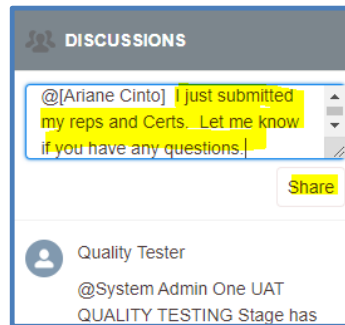 DISCUSSIONS
@[Ariane Cinto] I just submitted
my reps and Certs. Let me know
if you have any questions.
Share
Quality Tester
@System Admin One UAT
QUALITY TESTING Stage has